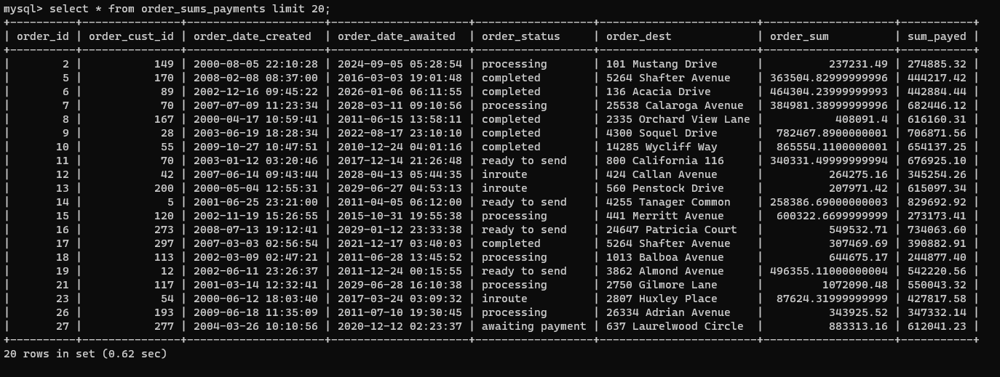 mysql> select * from order_sums_payments limit 20;
+----------+---------------+---------------------+---------------------+------------------+------------------------+--------------------+-----------+
| order_id | order_cust_id | order_date_created  | order_date_awaited  | order_status     | order_dest             | order_sum          | sum_payed |
+----------+---------------+---------------------+---------------------+------------------+------------------------+--------------------+-----------+
|        2 |           149 | 2000-08-05 22:10:28 | 2024-09-05 05:28:54 | processing       | 101 Mustang Drive      |          237231.49 | 274885.32 |
|        5 |           170 | 2008-02-08 08:37:00 | 2016-03-03 19:01:48 | completed        | 5264 Shafter Avenue    | 363504.82999999996 | 444217.42 |
|        6 |            89 | 2002-12-16 09:45:22 | 2026-01-06 06:11:55 | completed        | 136 Acacia Drive       | 464304.23999999993 | 442884.44 |
|        7 |            70 | 2007-07-09 11:23:34 | 2028-03-11 09:10:56 | processing       | 25538 Calaroga Avenue  | 384981.38999999996 | 682446.12 |
|        8 |           167 | 2000-04-17 10:59:41 | 2011-06-15 13:58:11 | completed        | 2335 Orchard View Lane |           408091.4 | 616160.31 |
|        9 |            28 | 2003-06-19 18:28:34 | 2022-08-17 23:10:10 | completed        | 4300 Soquel Drive      |  782467.8900000001 | 706871.56 |
|       10 |            55 | 2009-10-27 10:47:51 | 2010-12-24 04:01:16 | completed        | 14285 Wycliff Way      |  865554.1100000001 | 654137.25 |
|       11 |            70 | 2003-01-12 03:20:46 | 2017-12-14 21:26:48 | ready to send    | 800 California 116     | 340331.49999999994 | 676925.10 |
|       12 |            42 | 2007-06-14 09:43:44 | 2028-04-13 05:44:35 | inroute          | 424 Callan Avenue      |          264275.16 | 345254.26 |
|       13 |           200 | 2000-05-04 12:55:31 | 2029-06-27 04:53:13 | inroute          | 560 Penstock Drive     |          207971.42 | 615097.34 |
|       14 |             5 | 2001-06-25 23:21:00 | 2011-04-05 06:12:00 | ready to send    | 4255 Tanager Common    | 258386.69000000003 | 829692.92 |
|       15 |           120 | 2002-11-19 15:26:55 | 2015-10-31 19:55:38 | processing       | 441 Merritt Avenue     |  600322.6699999999 | 273173.41 |
|       16 |           273 | 2008-07-13 19:12:41 | 2029-01-12 23:33:38 | ready to send    | 24647 Patricia Court   |          549532.71 | 734063.60 |
|       17 |           297 | 2007-03-03 02:56:54 | 2021-12-17 03:40:03 | completed        | 5264 Shafter Avenue    |          307469.69 | 390882.91 |
|       18 |           113 | 2002-03-09 02:47:21 | 2011-06-28 13:45:52 | processing       | 1013 Balboa Avenue     |          644675.17 | 244877.40 |
|       19 |            12 | 2002-06-11 23:26:37 | 2011-12-24 00:15:55 | ready to send    | 3862 Almond Avenue     | 496355.11000000004 | 542220.56 |
|       21 |           117 | 2001-03-14 12:32:41 | 2029-06-28 16:10:38 | processing       | 2750 Gilmore Lane      |         1072090.48 | 550043.32 |
|       23 |            54 | 2000-06-12 18:03:40 | 2017-03-24 03:09:32 | inroute          | 2807 Huxley Place      |  87624.31999999999 | 427817.58 |
|       26 |           193 | 2009-06-18 11:35:09 | 2011-07-10 19:30:45 | processing       | 26334 Adrian Avenue    |          343925.52 | 347332.14 |
|       27 |           277 | 2004-03-26 10:10:56 | 2020-12-12 02:23:37 | awaiting payment | 637 Laurelwood Circle  |          883313.16 | 612041.23 |
+----------+---------------+---------------------+---------------------+------------------+------------------------+--------------------+-----------+
20 rows in set (0.62 sec)